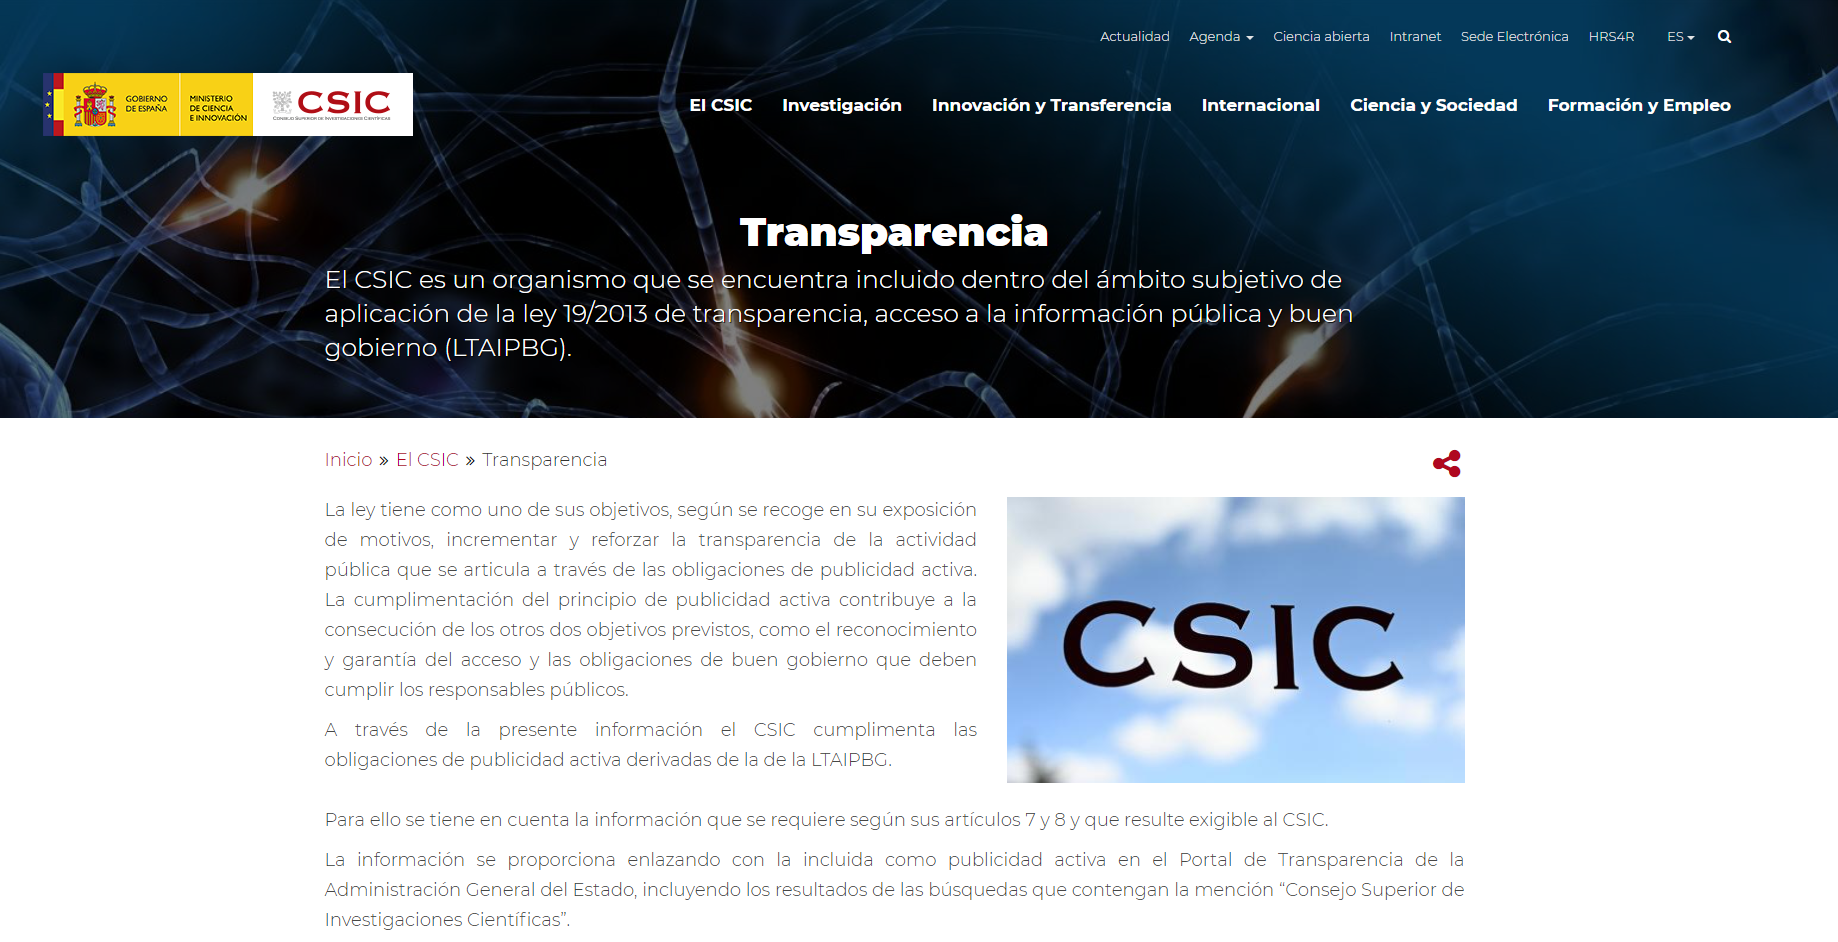 Actualidad Agenda Ciencia abierta Intranet Sede Electrónica HRS4R ES
GOBIERNO DE ESPAÑA
MINISTERIO DE CIENCIA E INNOVACIÓN
CSIC
CONSEJO SUPERIOR DE INVESTIGACIONES CIENTÍFICAS
El CSIC Investigación Innovación y Transferencia Internacional Ciencia y Sociedad Formación y Empleo
Transparencia
El CSIC es un organismo que se encuentra incluido dentro del ámbito subjetivo de
aplicación de la ley 19/2013 de transparencia, acceso a la información pública y buen
gobierno (LTAIPBG).
Inicio » El CSIC » Transparencia
La ley tiene como uno de sus objetivos, según se recoge en su exposición
de motivos, incrementar y reforzar la transparencia de la actividad
pública que se articula a través de las obligaciones de publicidad activa.
La cumplimentación del principio de publicidad activa contribuye a la
consecución de los otros dos objetivos previstos, como el reconocimiento
y garantía del acceso y las obligaciones de buen gobierno que deben
cumplir los responsables públicos.
A través de la presente información el CSIC cumplimenta las
obligaciones de publicidad activa derivadas de la de la LTAIPBG.
CSIC
Para ello se tiene en cuenta la información que se requiere según sus artículos 7 y 8 y que resulte exigible al CSIC.
La información se proporciona enlazando con la incluida como publicidad activa en el Portal de Transparencia de la
Administración General del Estado, incluyendo los resultados de las búsquedas que contengan la mención “Consejo Superior de
Investigaciones Científicas”.